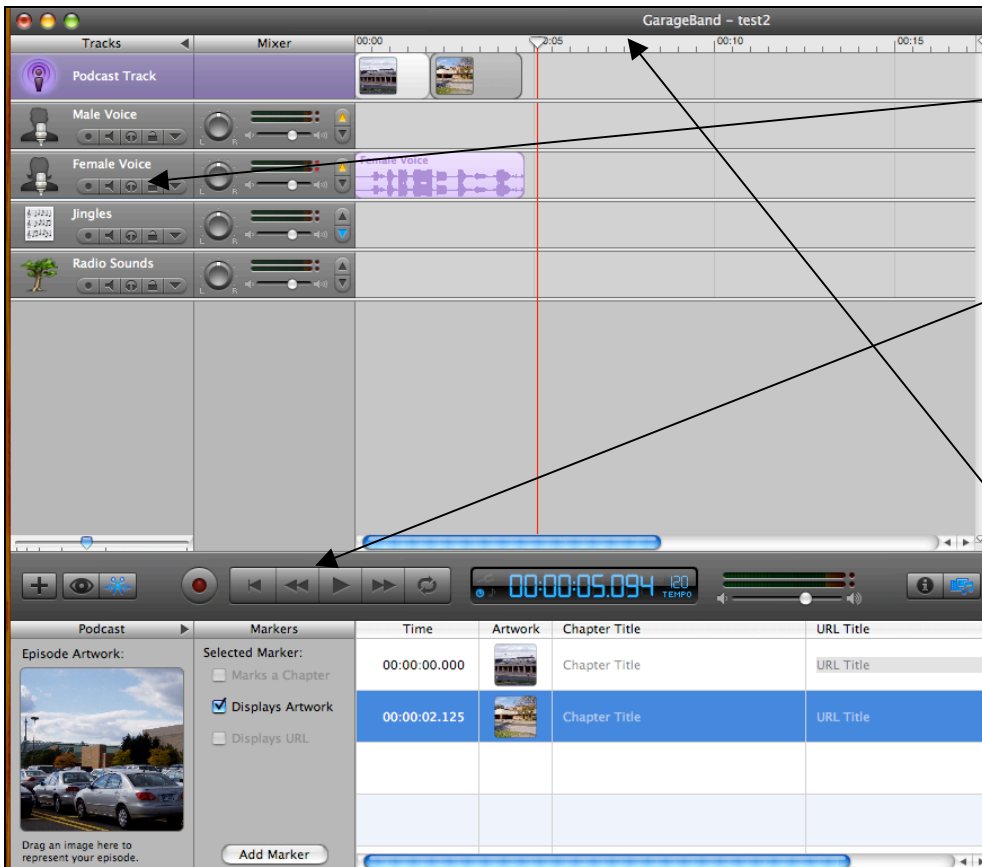 GarageBand – test2
Tracks Mixer 00:00 0:05 00:10 00:15
Podcast Track
Male Voice
L R
Female Voice Female Voice
L R
Jingles
L R
Radio Sounds
L R
00:00:05.094 120
TEMPO
Podcast Markers Time Artwork Chapter Title URL Title
Episode Artwork: Selected Marker:
00:00:00.000 Chapter Title URL Title
Marks a Chapter
Displays Artwork
00:00:02.125 Chapter Title URL Title
Displays URL
Drag an image here to
represent your episode.
Add Marker